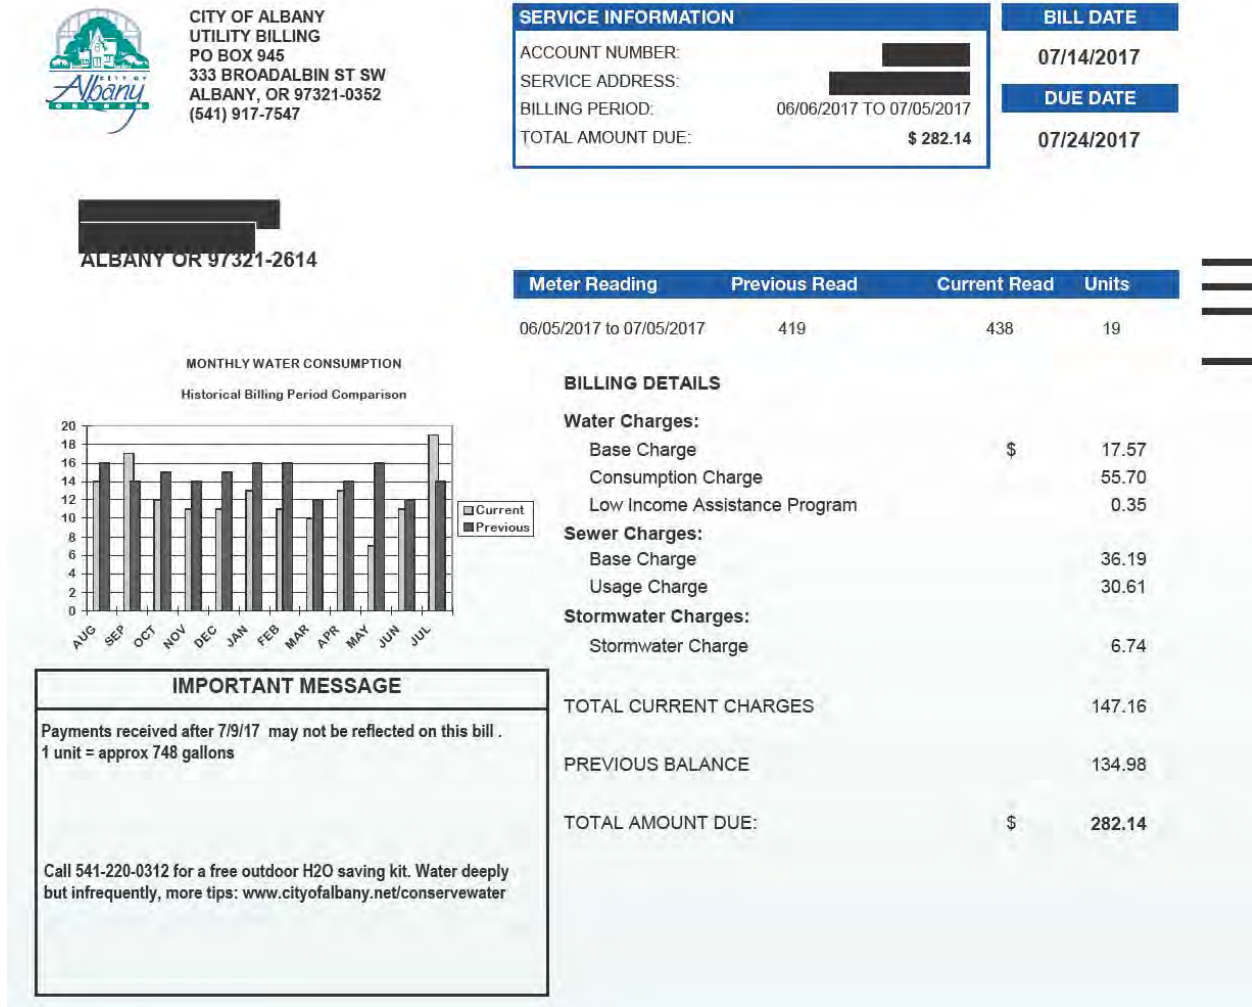 CITY OF
Albany
OREGON
CITY OF ALBANY
UTILITY BILLING
PO BOX 945
333 BROADALBIN ST SW
ALBANY, OR 97321-0352
(541) 917-7547
SERVICE INFORMATION
ACCOUNT NUMBER:
SERVICE ADDRESS:
BILLING PERIOD: 06/06/2017 TO 07/05/2017
TOTAL AMOUNT DUE: $ 282.14
BILL DATE
07/14/2017
DUE DATE
07/24/2017
ALBANY OR 97321-2614
Meter Reading Previous Read Current Read Units
06/05/2017 to 07/05/2017 419 438 19
MONTHLY WATER CONSUMPTION
Historical Billing Period Comparison
20
18
16
14
12
10
8
6
4
2
0
AUG SEP OCT NOV DEC JAN FEB MAR APR MAY JUN JUL
Current
Previous
IMPORTANT MESSAGE
Payments received after 7/9/17 may not be reflected on this bill .
1 unit = approx 748 gallons
Call 541-220-0312 for a free outdoor H2O saving kit. Water deeply
but infrequently, more tips: www.cityofalbany.net/conservewater
BILLING DETAILS
Water Charges:
Base Charge $ 17.57
Consumption Charge 55.70
Low Income Assistance Program 0.35
Sewer Charges:
Base Charge 36.19
Usage Charge 30.61
Stormwater Charges:
Stormwater Charge 6.74
TOTAL CURRENT CHARGES 147.16
PREVIOUS BALANCE 134.98
TOTAL AMOUNT DUE: $ 282.14